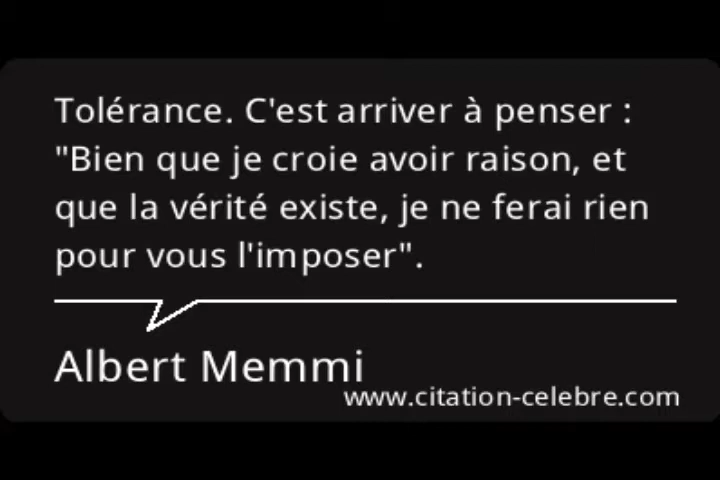 Tolérance. C'est arriver à penser :
"Bien que je croie avoir raison, et
que la vérité existe, je ne ferai rien
pour vous l'imposer".
Albert Memmi
www.citation-celebre.com